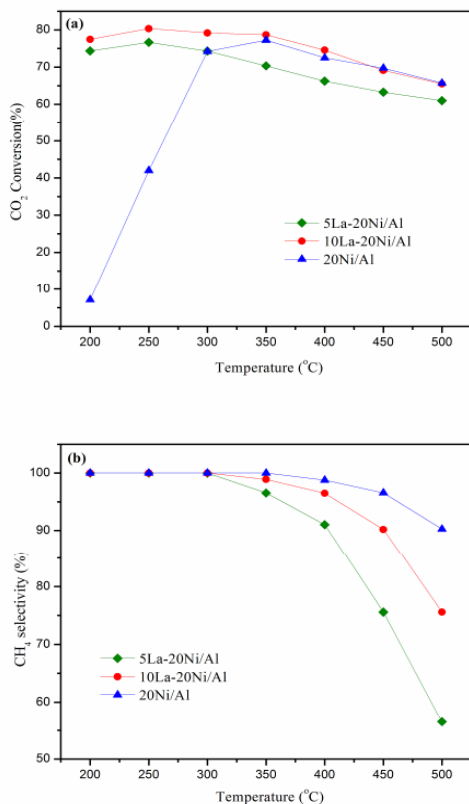 (a)
80
70
60
50
40
30
20
10
0
CO2 Conversion(%)
5La-20Ni/Al
10La-20Ni/Al
20Ni/Al
200 250 300 350 400 450 500
Temperature (°C)
(b)
100
90
80
70
60
50
CH4 selectivity (%)
5La-20Ni/Al
10La-20Ni/Al
20Ni/Al
200 250 300 350 400 450 500
Temperature (°C)